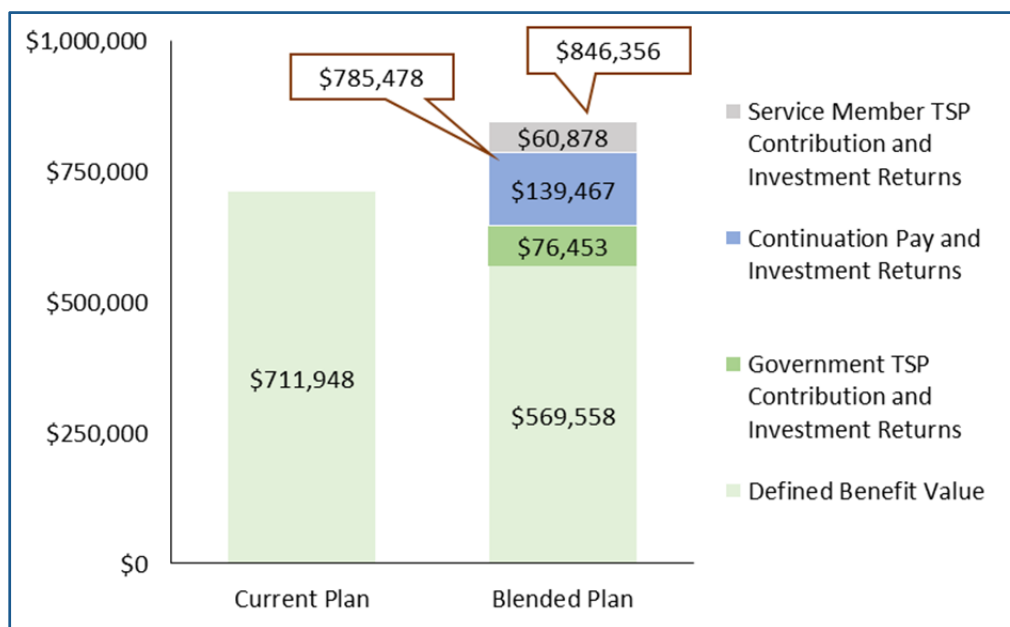 $1,000,000
$750,000
$500,000
$250,000
$0
$785,478
$846,356
$711,948
$60,878
$139,467
$76,453
$569,558
Current Plan
Blended Plan
Service Member TSP
Contribution and
Investment Returns
Continuation Pay and
Investment Returns
Government TSP
Contribution and
Investment Returns
Defined Benefit Value